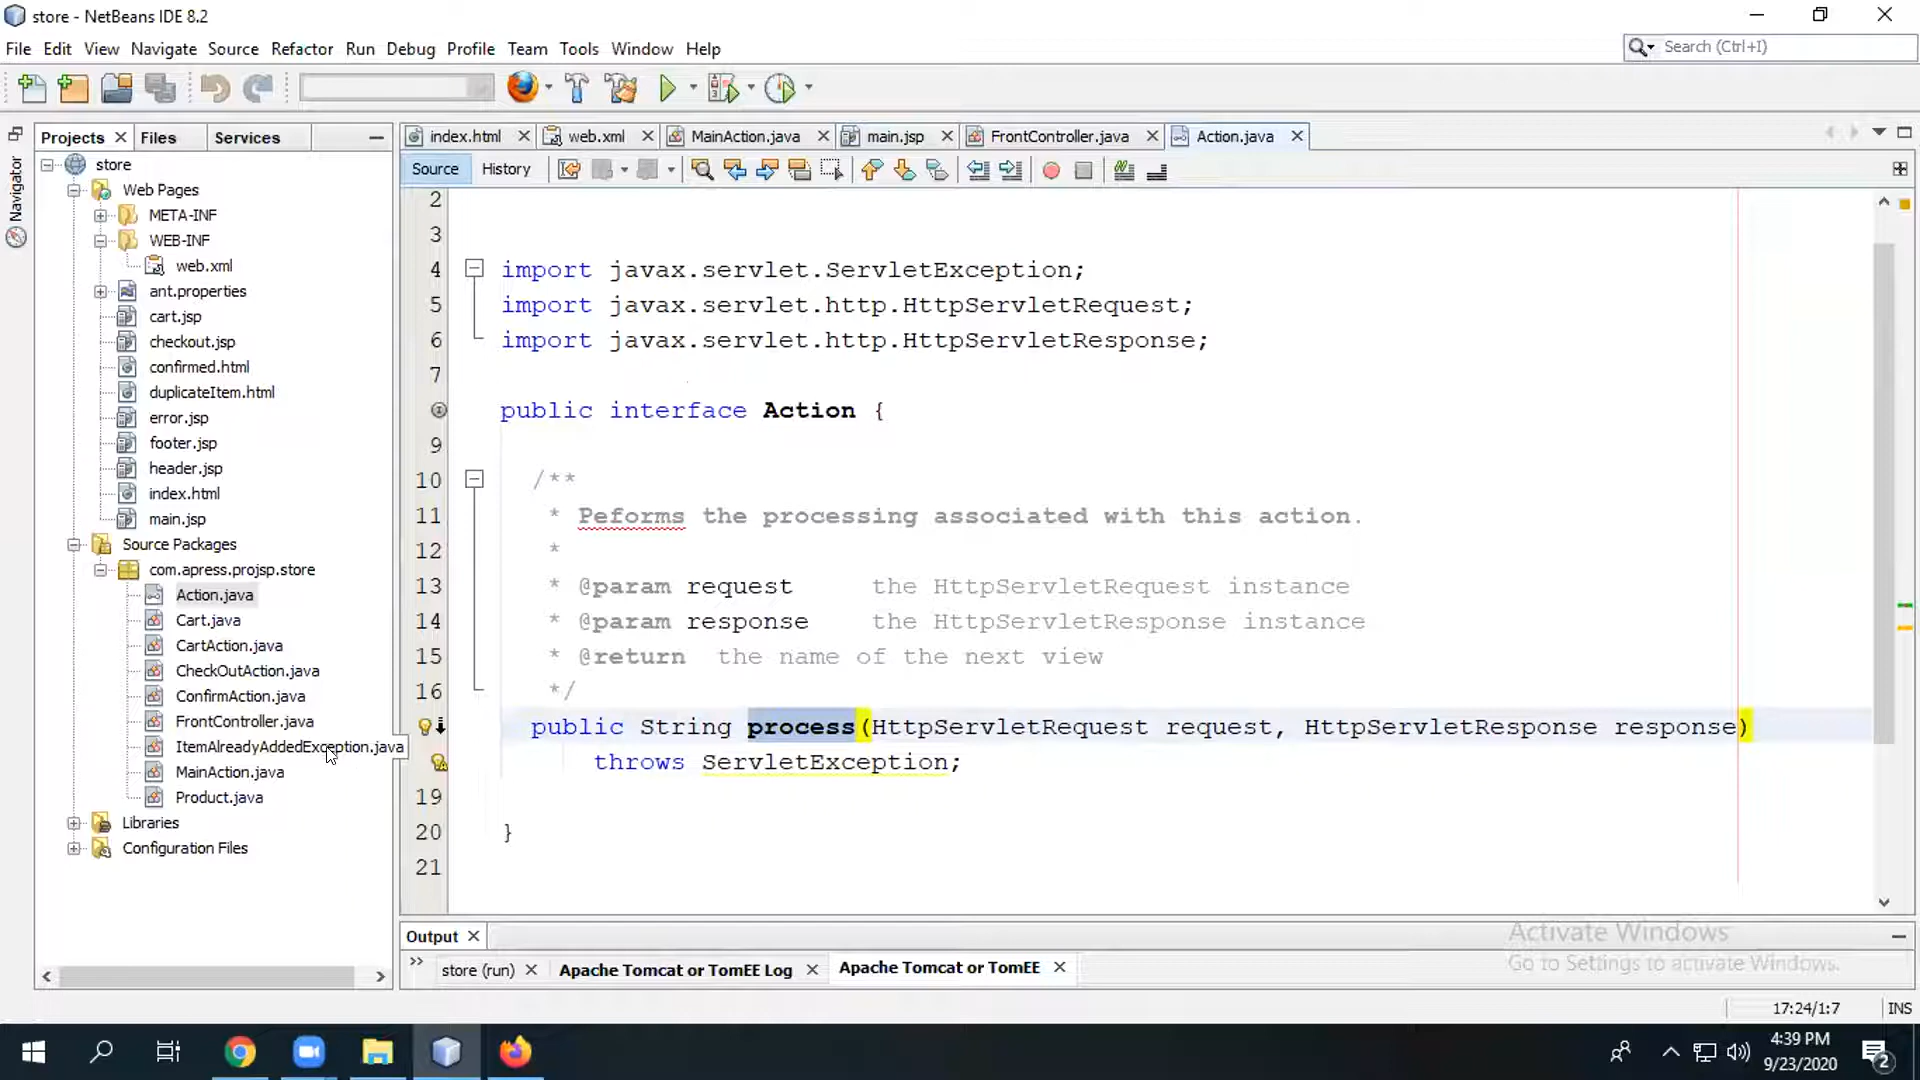 store - NetBeans IDE 8.2
File Edit View Navigate Source Refactor Run Debug Profile Team Tools Window Help
Search (Ctrl+I)
Projects Files Services
Navigator
store
Web Pages
META-INF
WEB-INF
web.xml
ant.properties
cart.jsp
checkout.jsp
confirmed.html
duplicateItem.html
error.jsp
footer.jsp
header.jsp
index.html
main.jsp
Source Packages
com.apress.projsp.store
Action.java
Cart.java
CartAction.java
CheckOutAction.java
ConfirmAction.java
FrontController.java
ItemAlreadyAddedException.java
MainAction.java
Product.java
Libraries
Configuration Files
index.html web.xml MainAction.java main.jsp FrontController.java Action.java
Source History
2
3
4 import javax.servlet.ServletException;
5 import javax.servlet.http.HttpServletRequest;
6 import javax.servlet.http.HttpServletResponse;
7
public interface Action {
9
10 /**
11 * Peforms the processing associated with this action.
12 *
13 * @param request the HttpServletRequest instance
14 * @param response the HttpServletResponse instance
15 * @return the name of the next view
16 */
public String process(HttpServletRequest request, HttpServletResponse response)
throws ServletException;
19
20 }
21
Output
store (run) Apache Tomcat or TomEE Log Apache Tomcat or TomEE
Activate Windows
Go to Settings to activate Windows.
17:24/1:7 INS
4:39 PM
9/23/2020
2